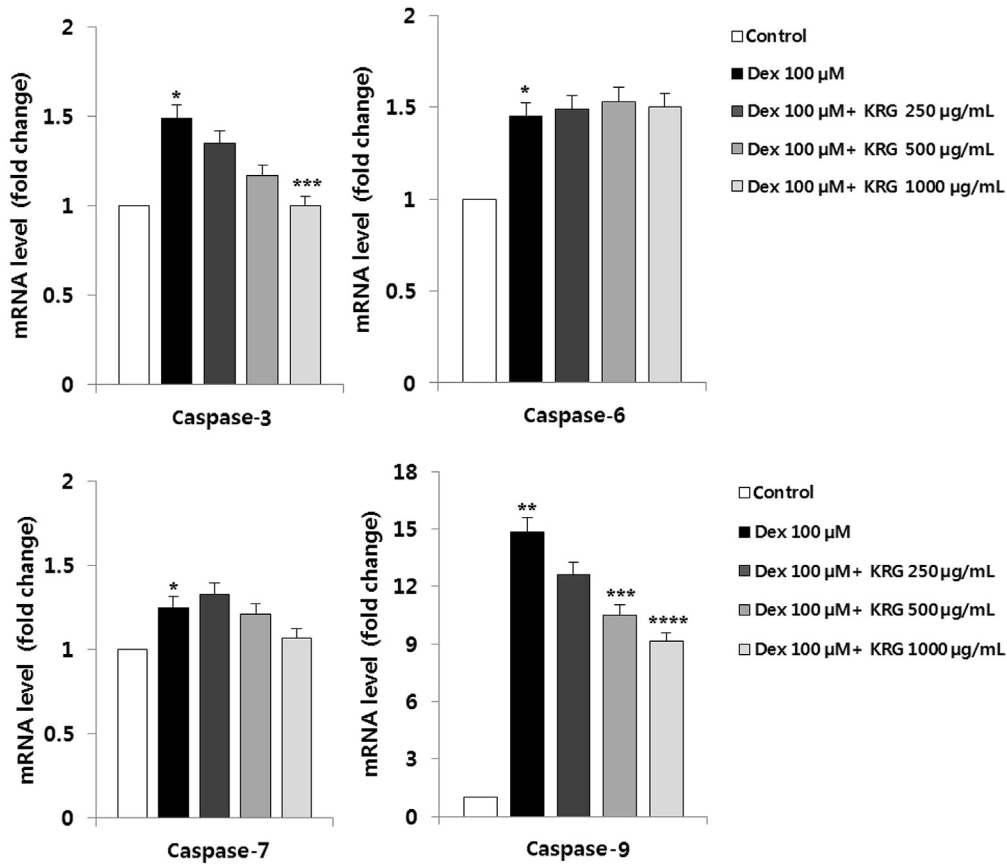 2
1.5
1
0.5
0
mRNA level (fold change)
*
***
Caspase-3
2
1.5
1
0.5
0
mRNA level (fold change)
*
Caspase-6
Control
Dex 100 μM
Dex 100 μM+ KRG 250 μg/mL
Dex 100 μM+ KRG 500 μg/mL
Dex 100 μM+ KRG 1000 μg/mL
2
1.5
1
0.5
0
mRNA level (fold change)
*
Caspase-7
18
15
12
9
6
3
0
mRNA level (fold change)
**
***
****
Caspase-9
Control
Dex 100 μM
Dex 100 μM+ KRG 250 μg/mL
Dex 100 μM+ KRG 500 μg/mL
Dex 100 μM+ KRG 1000 μg/mL